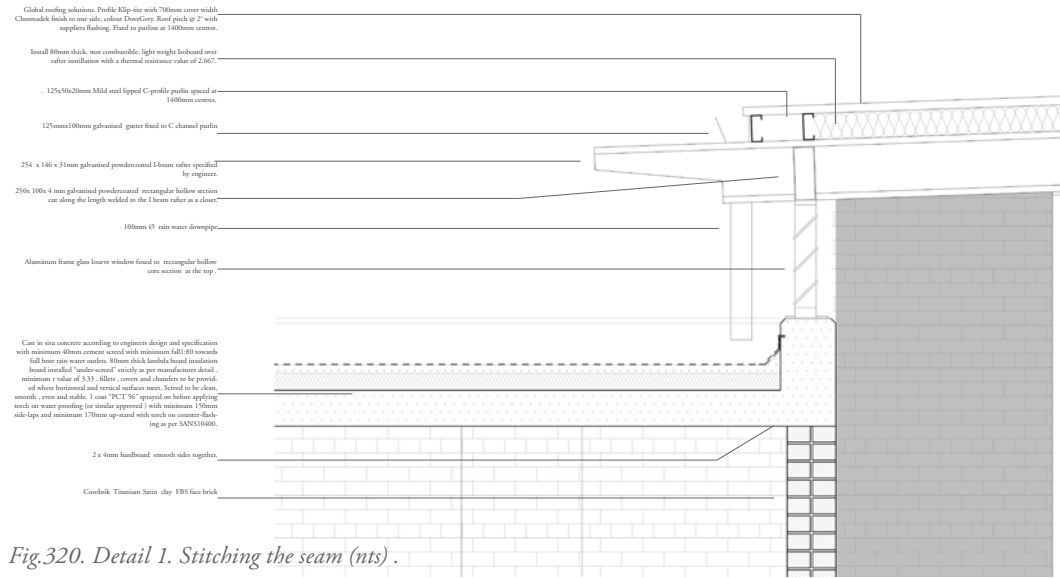 Global roofing solutions. Profile Klip-tite with 700mm cover width
Chromadek finish to one side, colour DoveGrey. Roof pitch @ 2° with
suppliers flashing. Fixed to purlins at 1400mm centres.
Install 80mm thick, non combustible, light weight Isoboard over
rafter instillation with a thermal resistance value of 2.667.
. 125x50x20mm Mild steel lipped C-profile purlin spaced at
1400mm centres.
125mmx100mm galvanised gutter fixed to C channel purlin
254 x 146 x 31mm galvanised powdercoated I-beam rafter specified
by engineer.
250x 100x 4 mm galvanised powdercoated rectangular hollow section
cut along the length welded to the I beam rafter as a closer.
100mm Ø rain water downpipe
Aluminum frame glass lourve window foxed to rectangular hollow
core section at the top .
Cast in situ concrete according to engineers design and specification
with minimum 40mm cement screed with minimum fall1:80 towards
full bore rain water outlets. 80mm thick lambda board insulation
board installed "under-screed" strictly as per manufactures detail .
minimum r value of 3.33 . fillets , covers and chamfers to be provid-
ed where horizontal and vertical surfaces meet. Screed to be clean,
smooth , even and stable. 1 coat "PCT 56" sprayed on before applying
torch on water proofing (or similar approved ) with minimum 150mm
side-laps and minimum 170mm up-stand with torch on counter-flash-
ing as per SANS10400.
2 x 4mm hardboard smooth sides together.
Corobrik Titanium Satin clay FBS face brick
Fig.320. Detail 1. Stitching the seam (nts) .